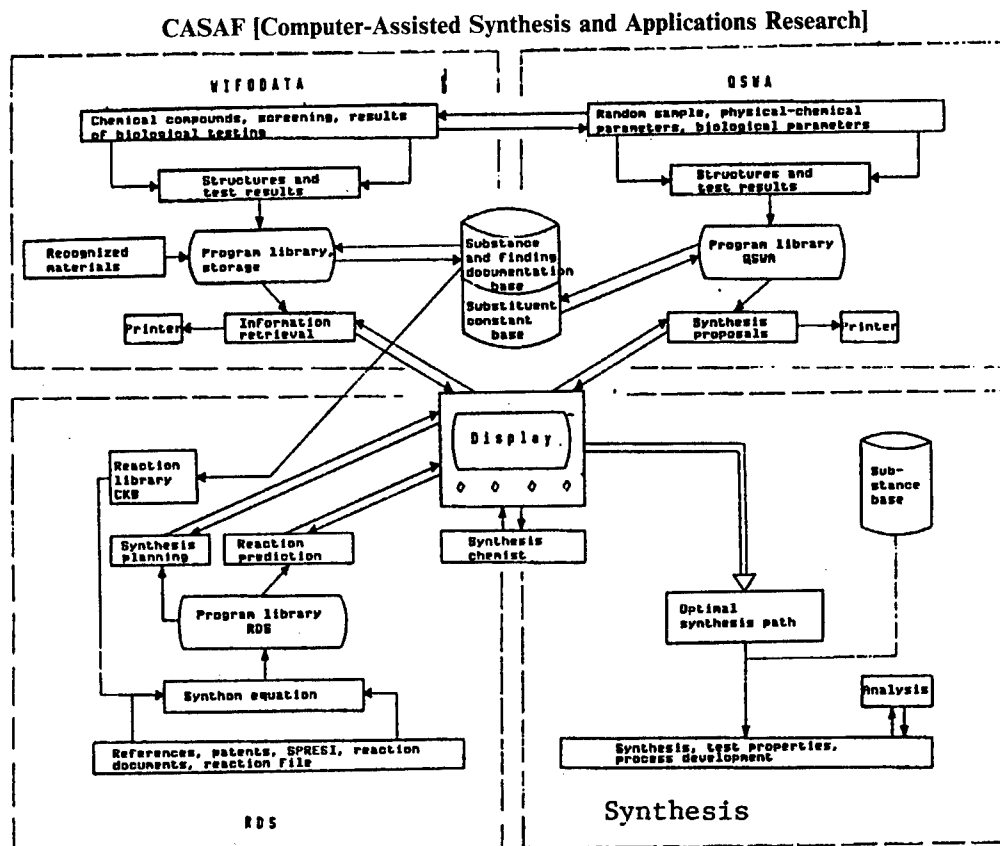 CASAF [Computer-Assisted Synthesis and Applications Research]
WIFODATA
Chemical compounds, screening, results
of biological testing
Structures and
test results
Recognized
materials
Program library,
storage
Printer
Information
retrieval
Substance
and finding
documentation
base
Substituent
constant
base
QSWA
Random sample, physical-chemical
parameters, biological parameters
Structures and
test results
Program library
QSWA
Synthesis
proposals
Printer
Display
Synthesis
chemist
Reaction
library
CKB
Synthesis
planning
Reaction
prediction
Program library
RDS
Synthon equation
References, patents, SPRESI, reaction
documents, reaction File
RDS
Sub-
stance
base
Optimal
synthesis path
Analysis
Synthesis, test properties,
process development
Synthesis